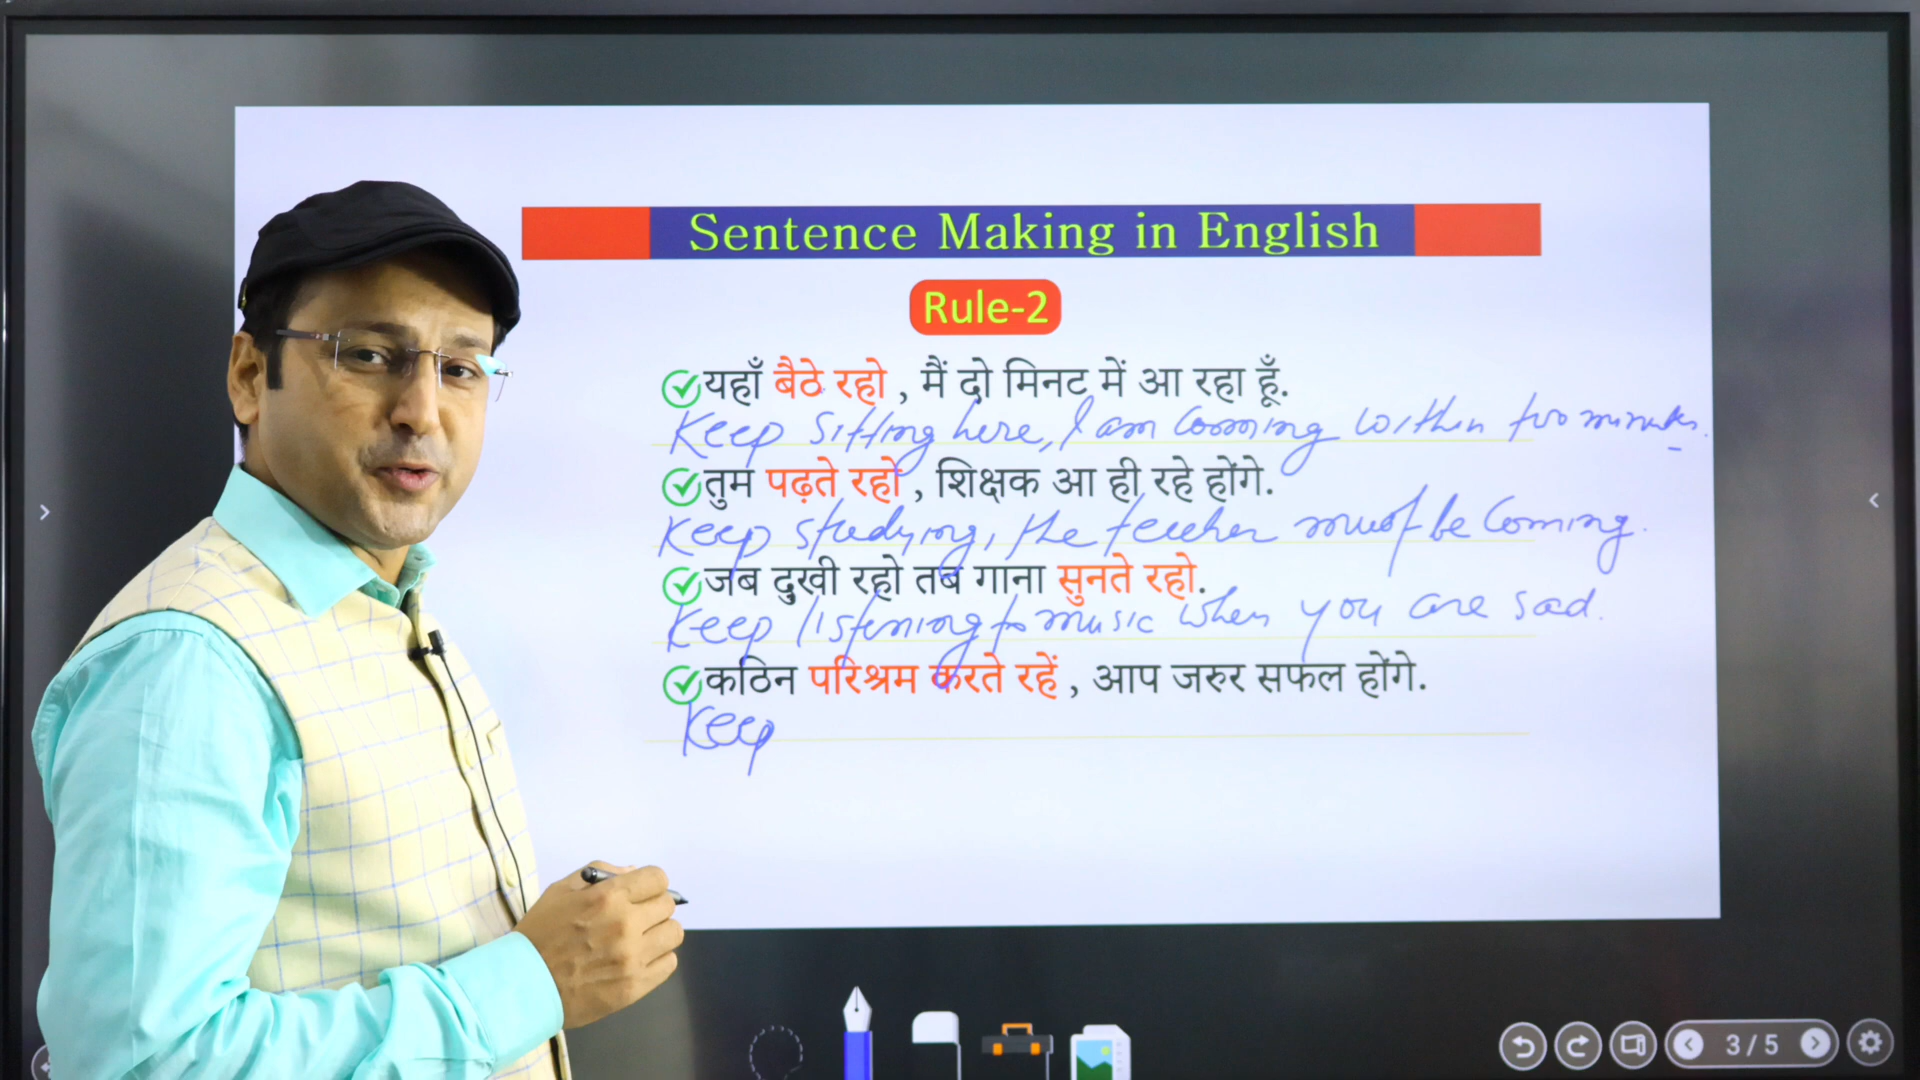 Sentence Making in English
Rule-2
यहाँ बैठे रहो , मैं दो मिनट में आ रहा हूँ.
Keep sitting here, I am coming within two minutes.
तुम पढ़ते रहो , शिक्षक आ ही रहे होंगे.
Keep studying, the teacher must be coming.
जब दुखी रहो तब गाना सुनते रहो.
Keep listening to music when you are sad.
कठिन परिश्रम करते रहें , आप जरुर सफल होंगे.
Keep
3/5